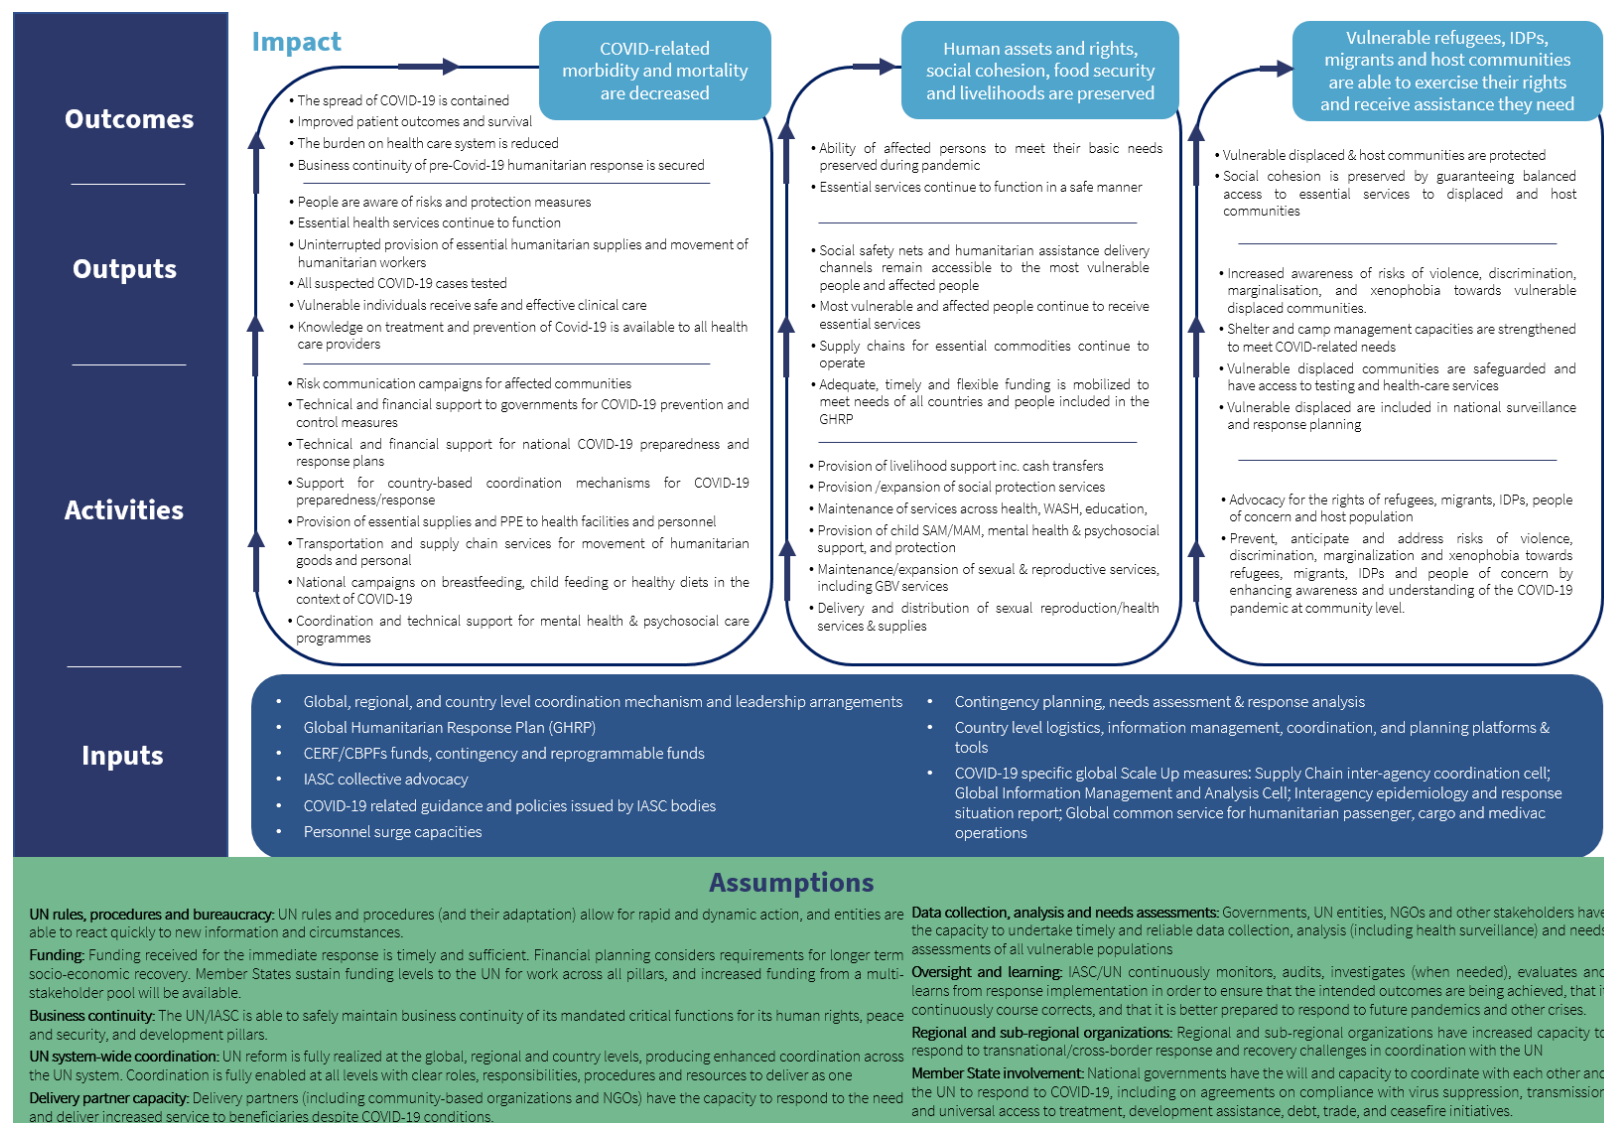 Impact
Outcomes
Outputs
Activities
Inputs
COVID-related
morbidity and mortality
are decreased
• The spread of COVID-19 is contained
• Improved patient outcomes and survival
• The burden on health care system is reduced
• Business continuity of pre-Covid-19 humanitarian response is secured
• People are aware of risks and protection measures
• Essential health services continue to function
• Uninterrupted provision of essential humanitarian supplies and movement of
humanitarian workers
• All suspected COVID-19 cases tested
• Vulnerable individuals receive safe and effective clinical care
• Knowledge on treatment and prevention of Covid-19 is available to all health
care providers
• Risk communication campaigns for affected communities
• Technical and financial support to governments for COVID-19 prevention and
control measures
• Technical and financial support for national COVID-19 preparedness and
response plans
• Support for country-based coordination mechanisms for COVID-19
preparedness/response
• Provision of essential supplies and PPE to health facilities and personnel
• Transportation and supply chain services for movement of humanitarian
goods and personal
• National campaigns on breastfeeding, child feeding or healthy diets in the
context of COVID-19
• Coordination and technical support for mental health & psychosocial care
programmes
Human assets and rights,
social cohesion, food security
and livelihoods are preserved
• Ability of affected persons to meet their basic needs
preserved during pandemic
• Essential services continue to function in a safe manner
• Social safety nets and humanitarian assistance delivery
channels remain accessible to the most vulnerable
people and affected people
• Most vulnerable and affected people continue to receive
essential services
• Supply chains for essential commodities continue to
operate
• Adequate, timely and flexible funding is mobilized to
meet needs of all countries and people included in the
GHRP
• Provision of livelihood support inc. cash transfers
• Provision /expansion of social protection services
• Maintenance of services across health, WASH, education,
• Provision of child SAM/MAM, mental health & psychosocial
support, and protection
• Maintenance/expansion of sexual & reproductive services,
including GBV services
• Delivery and distribution of sexual reproduction/health
services & supplies
Vulnerable refugees, IDPs,
migrants and host communities
are able to exercise their rights
and receive assistance they need
• Vulnerable displaced & host communities are protected
• Social cohesion is preserved by guaranteeing balanced
access to essential services to displaced and host
communities
• Increased awareness of risks of violence, discrimination,
marginalisation, and xenophobia towards vulnerable
displaced communities.
• Shelter and camp management capacities are strengthened
to meet COVID-related needs
• Vulnerable displaced communities are safeguarded and
have access to testing and health-care services
• Vulnerable displaced are included in national surveillance
and response planning
• Advocacy for the rights of refugees, migrants, IDPs, people
of concern and host population
• Prevent, anticipate and address risks of violence,
discrimination, marginalization and xenophobia towards
refugees, migrants, IDPs and people of concern by
enhancing awareness and understanding of the COVID-19
pandemic at community level.
• Global, regional, and country level coordination mechanism and leadership arrangements
• Global Humanitarian Response Plan (GHRP)
• CERF/CBPFs funds, contingency and reprogrammable funds
• IASC collective advocacy
• COVID-19 related guidance and policies issued by IASC bodies
• Personnel surge capacities
• Contingency planning, needs assessment & response analysis
• Country level logistics, information management, coordination, and planning platforms &
tools
• COVID-19 specific global Scale Up measures: Supply Chain inter-agency coordination cell;
Global Information Management and Analysis Cell; Interagency epidemiology and response
situation report; Global common service for humanitarian passenger, cargo and medivac
operations
Assumptions
UN rules, procedures and bureaucracy: UN rules and procedures (and their adaptation) allow for rapid and dynamic action, and entities are
able to react quickly to new information and circumstances.
Funding: Funding received for the immediate response is timely and sufficient. Financial planning considers requirements for longer term
socio-economic recovery. Member States sustain funding levels to the UN for work across all pillars, and increased funding from a multi-
stakeholder pool will be available.
Business continuity: The UN/IASC is able to safely maintain business continuity of its mandated critical functions for its human rights, peace
and security, and development pillars.
UN system-wide coordination: UN reform is fully realized at the global, regional and country levels, producing enhanced coordination across
the UN system. Coordination is fully enabled at all levels with clear roles, responsibilities, procedures and resources to deliver as one
Delivery partner capacity: Delivery partners (including community-based organizations and NGOs) have the capacity to respond to the need
and deliver increased service to beneficiaries despite COVID-19 conditions.
Data collection, analysis and needs assessments: Governments, UN entities, NGOs and other stakeholders have
the capacity to undertake timely and reliable data collection, analysis (including health surveillance) and needs
assessments of all vulnerable populations
Oversight and learning: IASC/UN continuously monitors, audits, investigates (when needed), evaluates and
learns from response implementation in order to ensure that the intended outcomes are being achieved, that it
continuously course corrects, and that it is better prepared to respond to future pandemics and other crises.
Regional and sub-regional organizations: Regional and sub-regional organizations have increased capacity to
respond to transnational/cross-border response and recovery challenges in coordination with the UN
Member State involvement: National governments have the will and capacity to coordinate with each other and
the UN to respond to COVID-19, including on agreements on compliance with virus suppression, transmission
and universal access to treatment, development assistance, debt, trade, and ceasefire initiatives.